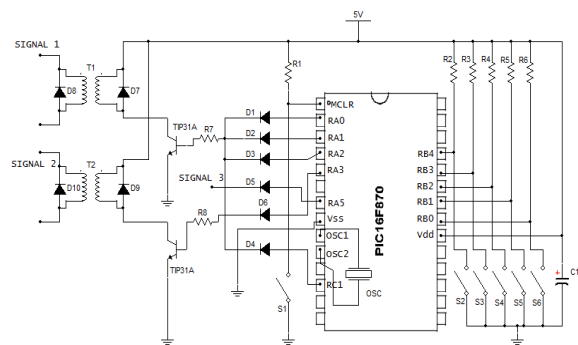 5V
SIGNAL 1
T1
R1
R2 R3 R4 R5 R6
D8
D7
MCLR
TIP31A
R7
D1
RA0
D2
RA1
D3
RA2
RB4
SIGNAL 2
T2
SIGNAL 3
RA3
RB3
D10
D9
D5
RB2
D6
RA5
RB1
R8
Vss
RB0
OSC1
Vdd
D4
OSC2
PIC16F870
TIP31A
RC1
OSC
C1
S1
S2 S3 S4 S5 S6
+